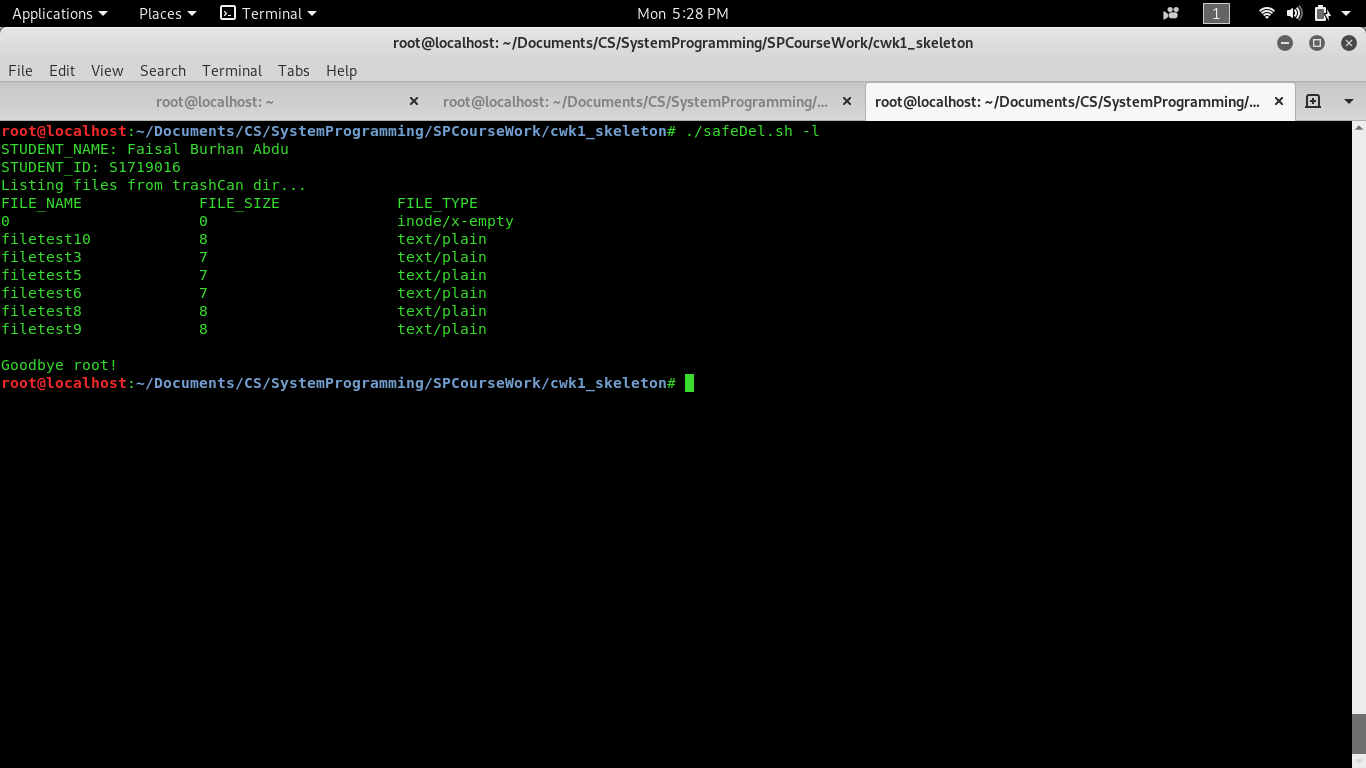 Applications Places Terminal Mon 5:28 PM 1
root@localhost: ~/Documents/CS/SystemProgramming/SPCourseWork/cwk1_skeleton
File Edit View Search Terminal Tabs Help
root@localhost: ~ root@localhost: ~/Documents/CS/SystemProgramming/... root@localhost: ~/Documents/CS/SystemProgramming/...
root@localhost:~/Documents/CS/SystemProgramming/SPCourseWork/cwk1_skeleton# ./safeDel.sh -l
STUDENT_NAME: Faisal Burhan Abdu
STUDENT_ID: S1719016
Listing files from trashCan dir...
FILE_NAME FILE_SIZE FILE_TYPE
0 0 inode/x-empty
filetest10 8 text/plain
filetest3 7 text/plain
filetest5 7 text/plain
filetest6 7 text/plain
filetest8 8 text/plain
filetest9 8 text/plain
Goodbye root!
root@localhost:~/Documents/CS/SystemProgramming/SPCourseWork/cwk1_skeleton#